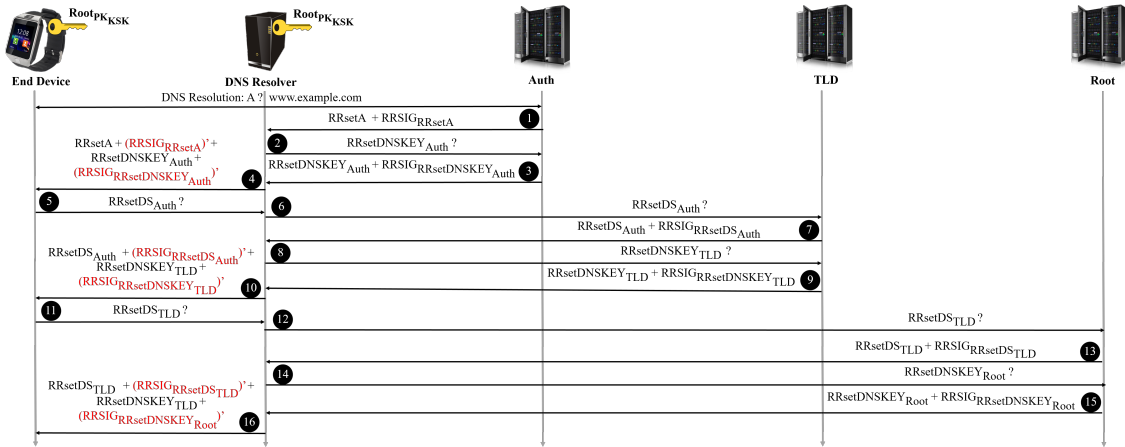 RootPKKSK
RootPKKSK
End Device
DNS Resolver
Auth
TLD
Root
DNS Resolution: A ? www.example.com
RRsetA + RRSIGRRsetA
1
2
RRsetDNSKEYAuth ?
RRsetA + (RRSIGRRsetA)' +
RRsetDNSKEYAuth +
(RRSIGRRsetDNSKEYAuth)'
4
RRsetDNSKEYAuth + RRSIGRRsetDNSKEYAuth
3
5
RRsetDSAuth ?
6
RRsetDSAuth ?
RRsetDSAuth + RRSIGRRsetDSAuth
7
RRsetDSAuth + (RRSIGRRsetDSAuth)' +
RRsetDNSKEYTLD +
(RRSIGRRsetDNSKEYTLD)'
10
8
RRsetDNSKEYTLD ?
RRsetDNSKEYTLD + RRSIGRRsetDNSKEYTLD
9
11
RRsetDSTLD ?
12
RRsetDSTLD ?
RRsetDSTLD + RRSIGRRsetDSTLD
13
14
RRsetDNSKEYRoot ?
RRsetDSTLD + (RRSIGRRsetDSTLD)' +
RRsetDNSKEYTLD +
(RRSIGRRsetDNSKEYRoot)'
16
RRsetDNSKEYRoot + RRSIGRRsetDNSKEYRoot
15